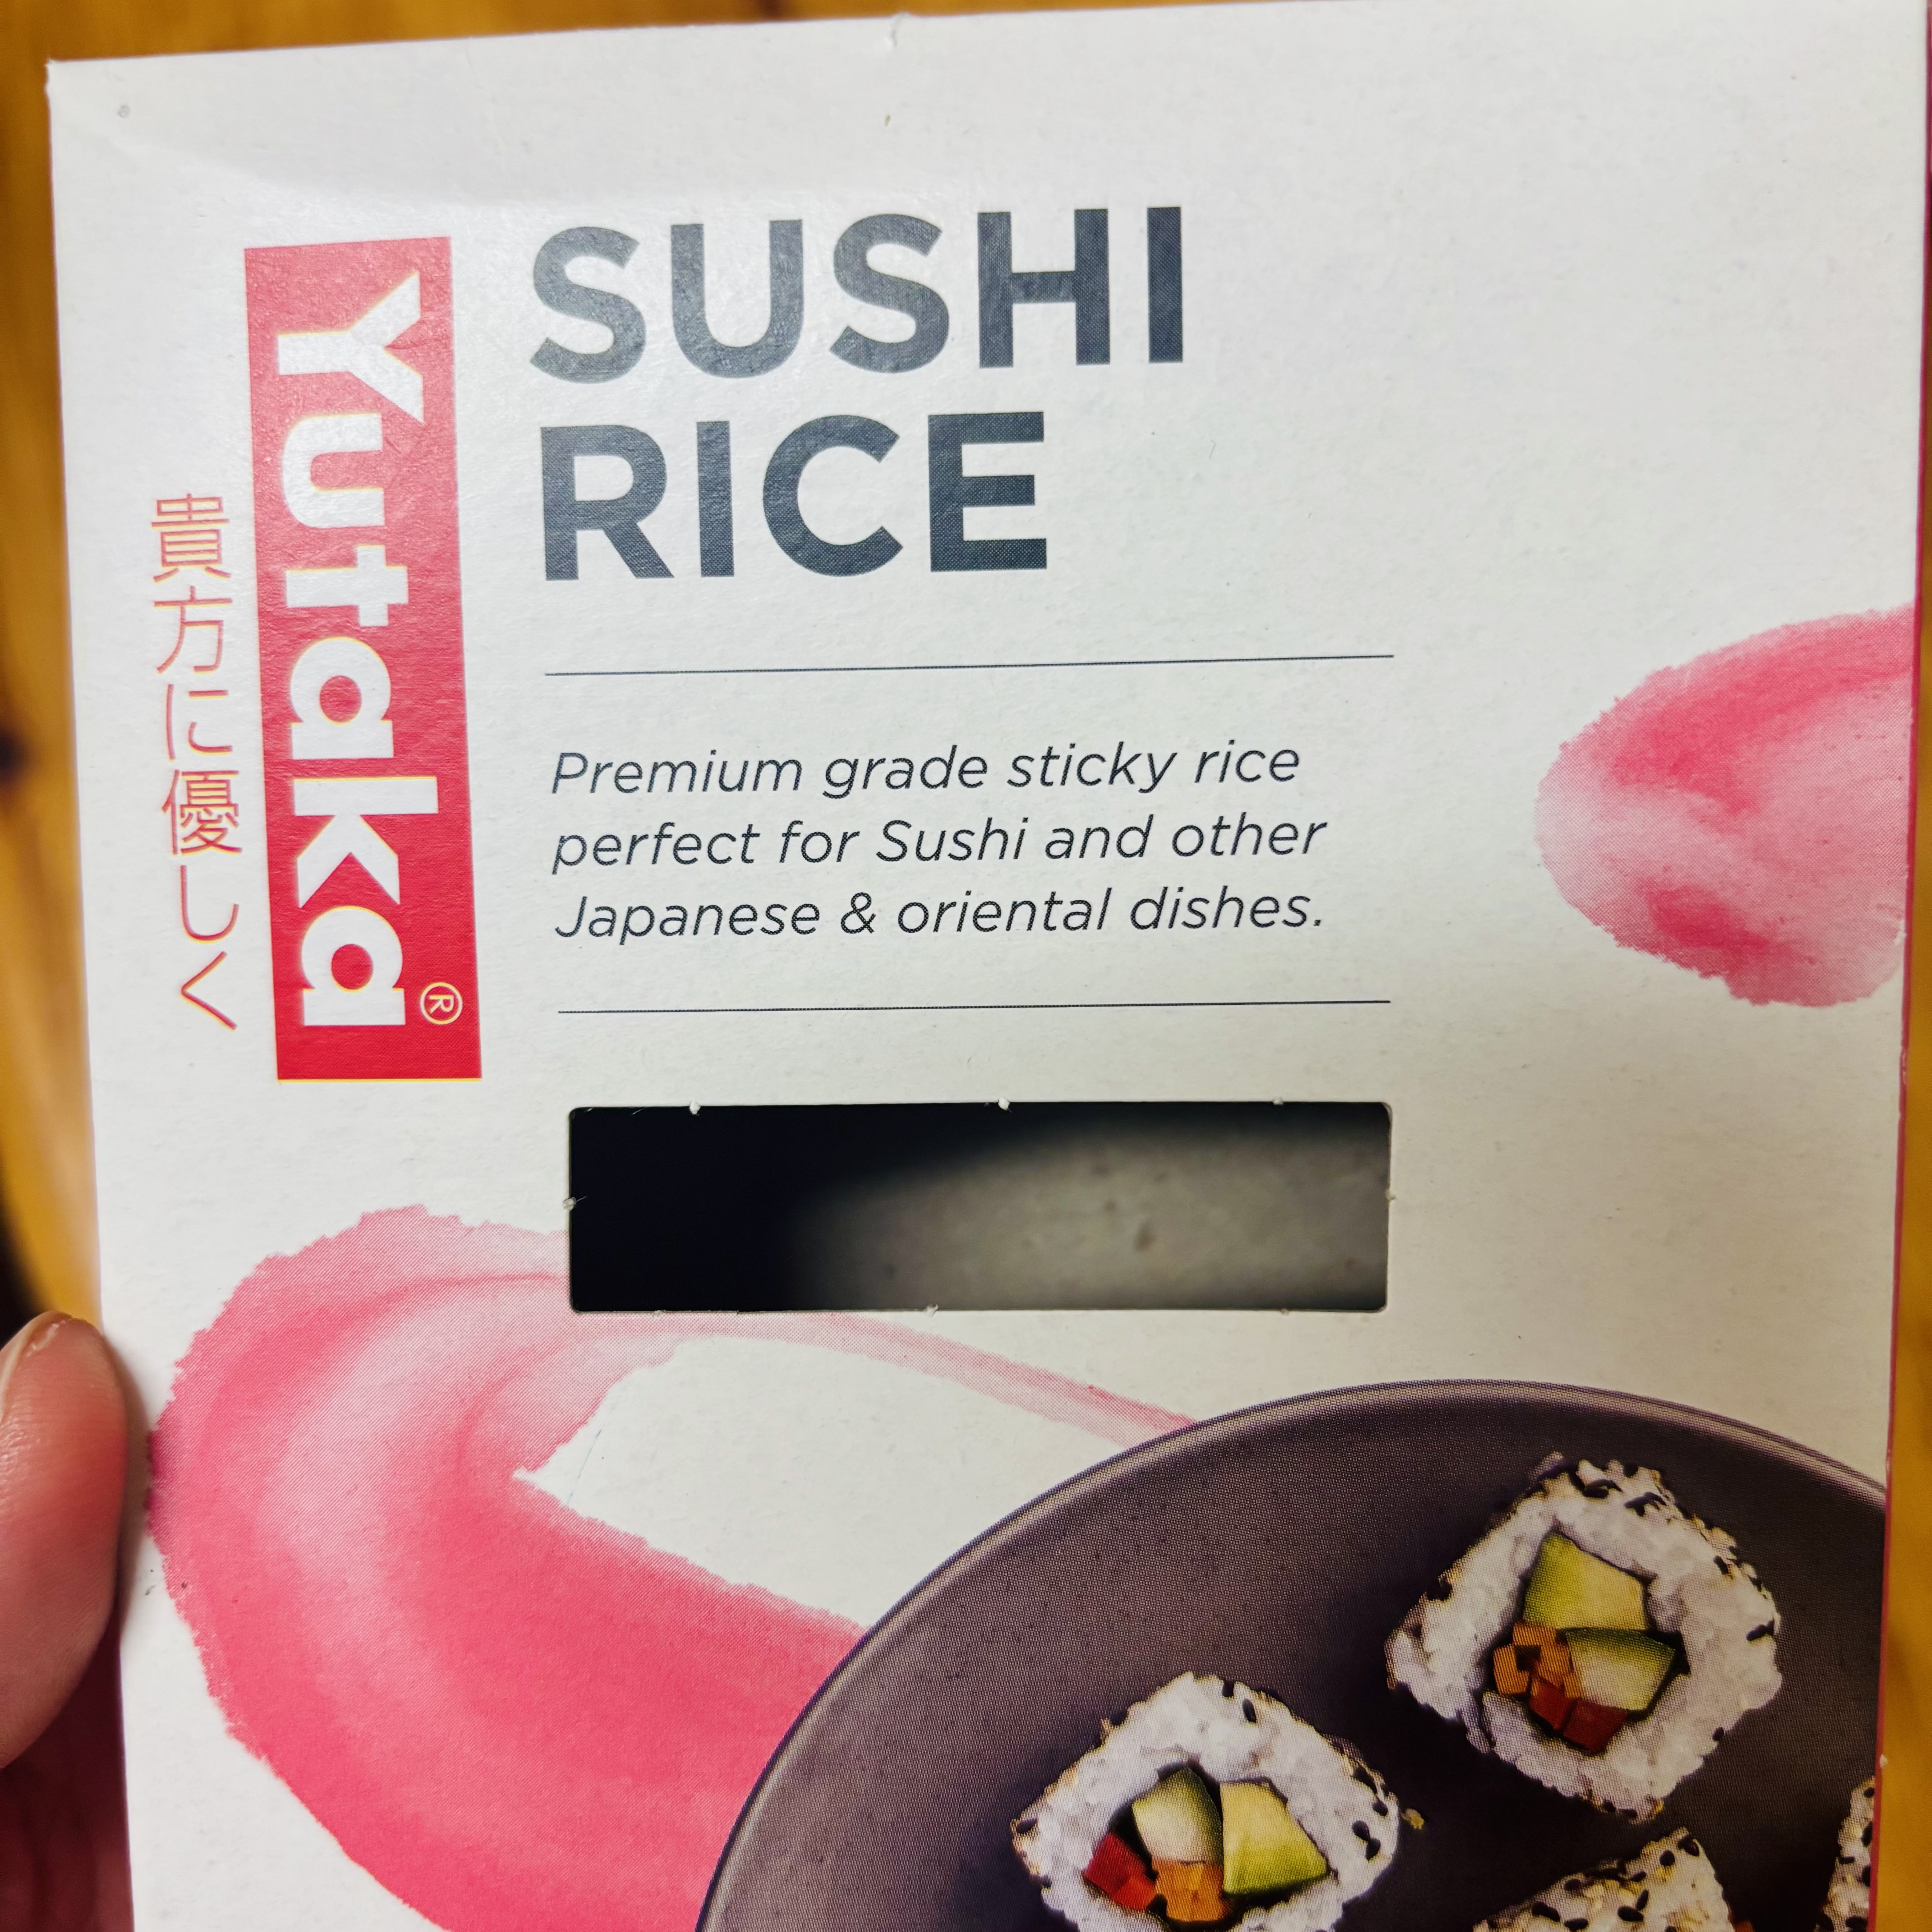 SUSHI
RICE
Yutaka®
貴方に優しく
Premium grade sticky rice
perfect for Sushi and other
Japanese & oriental dishes.